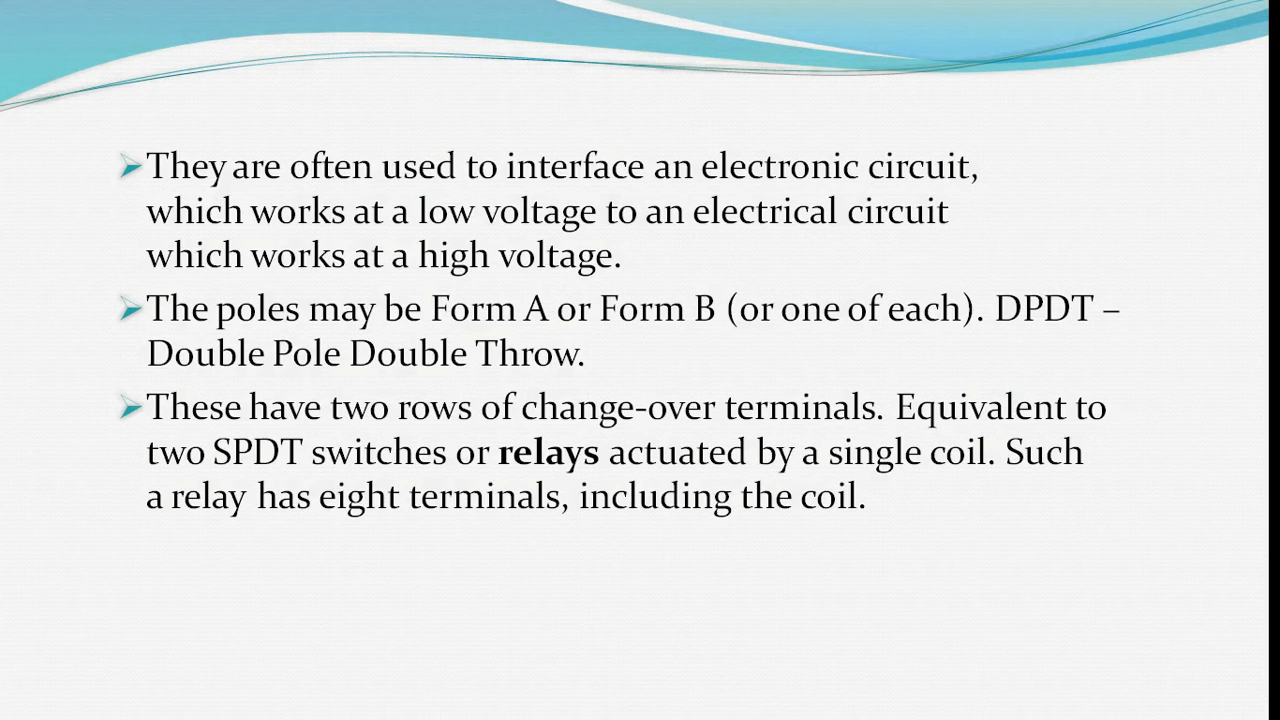 They are often used to interface an electronic circuit,
which works at a low voltage to an electrical circuit
which works at a high voltage.
The poles may be Form A or Form B (or one of each). DPDT –
Double Pole Double Throw.
These have two rows of change-over terminals. Equivalent to
two SPDT switches or relays actuated by a single coil. Such
a relay has eight terminals, including the coil.